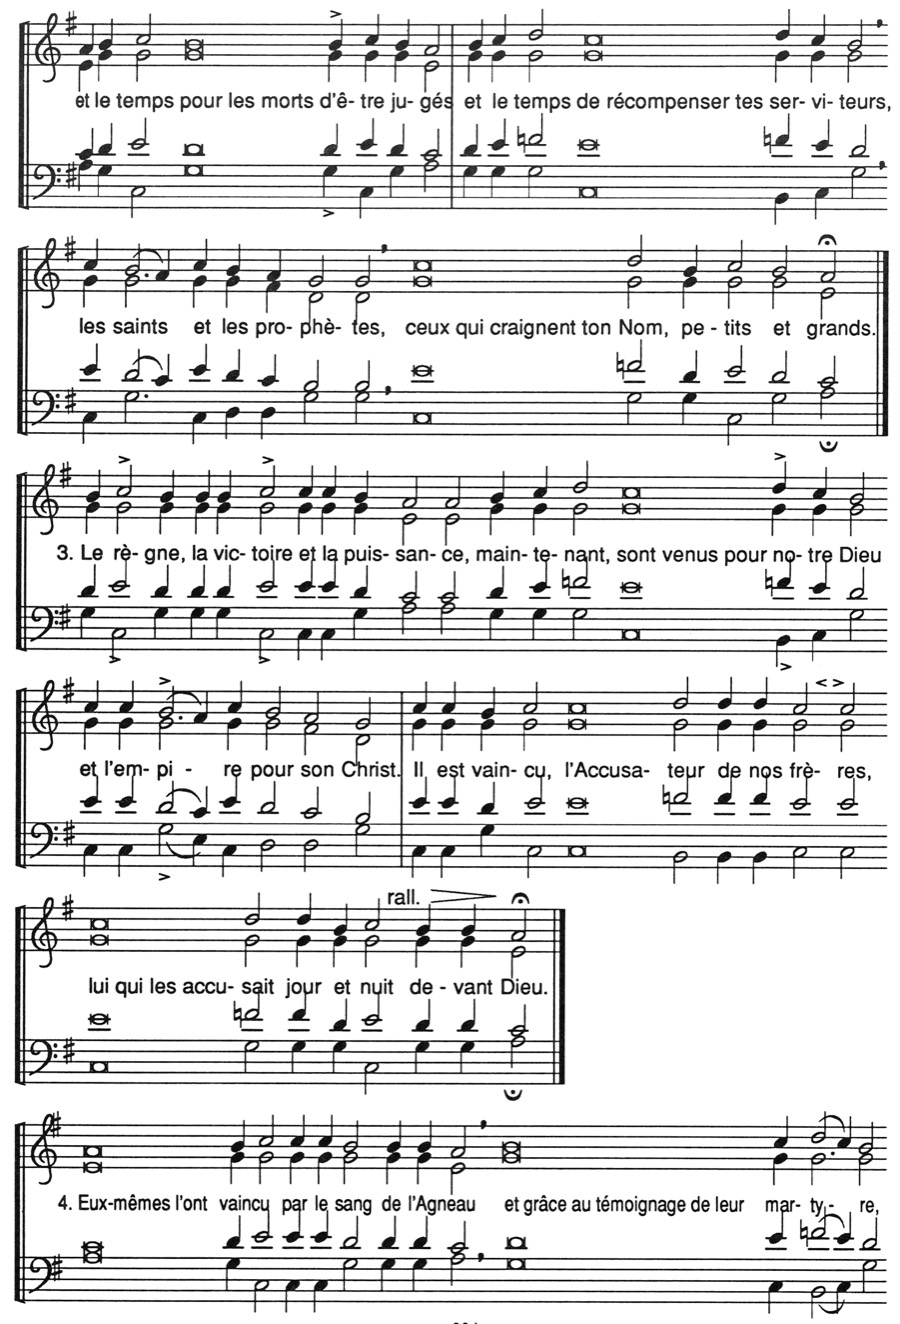 et le temps pour les morts d'ê- tre ju- gés et le temps de récompenser tes ser- vi- teurs,
les saints et les pro- phè- tes, ceux qui craignent ton Nom, pe - tits et grands.
3. Le rè- gne, la vic- toire et la puis- san- ce, main- te- nant, sont venus pour no- tre Dieu
et l'em- pi - re pour son Christ. Il est vain- cu, l'Accusa- teur de nos frè- res,
rall.
lui qui les accu- sait jour et nuit de - vant Dieu.
4. Eux-mêmes l'ont vaincu par le sang de l'Agneau et grâce au témoignage de leur mar- ty - re,